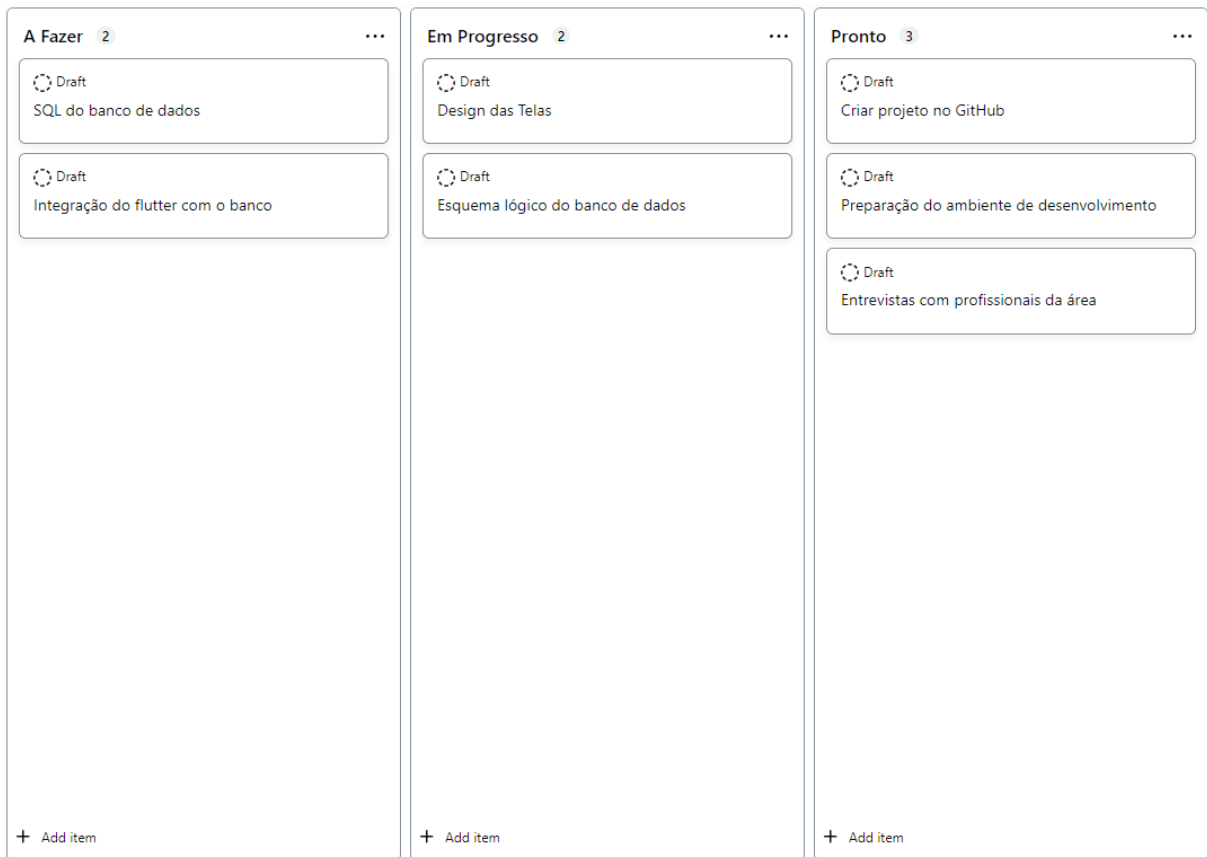 A Fazer 2
Draft
SQL do banco de dados
Draft
Integração do flutter com o banco
+ Add item
Em Progresso 2
Draft
Design das Telas
Draft
Esquema lógico do banco de dados
+ Add item
Pronto 3
Draft
Criar projeto no GitHub
Draft
Preparação do ambiente de desenvolvimento
Draft
Entrevistas com profissionais da área
+ Add item